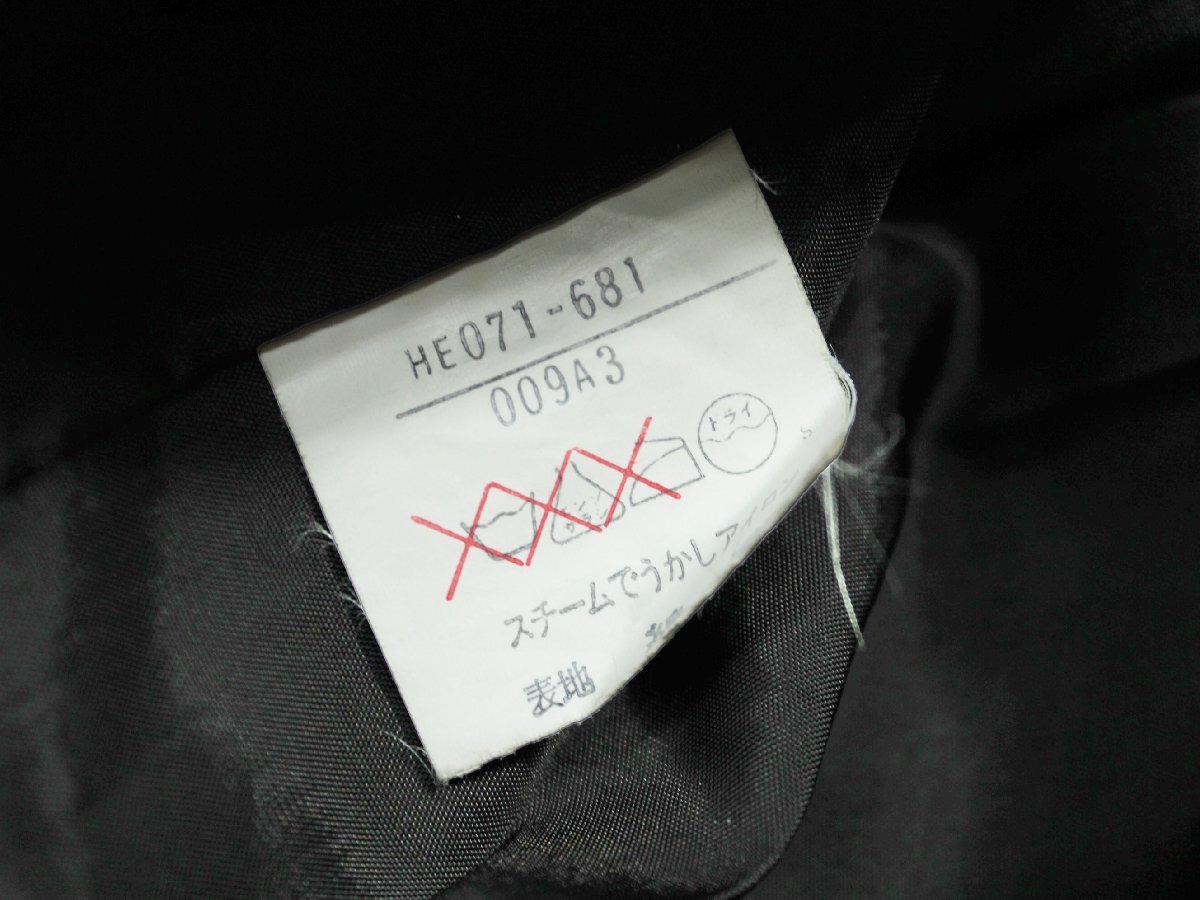 HE071-681
009A3
ドライ
スチームでうかしアイロン
表地